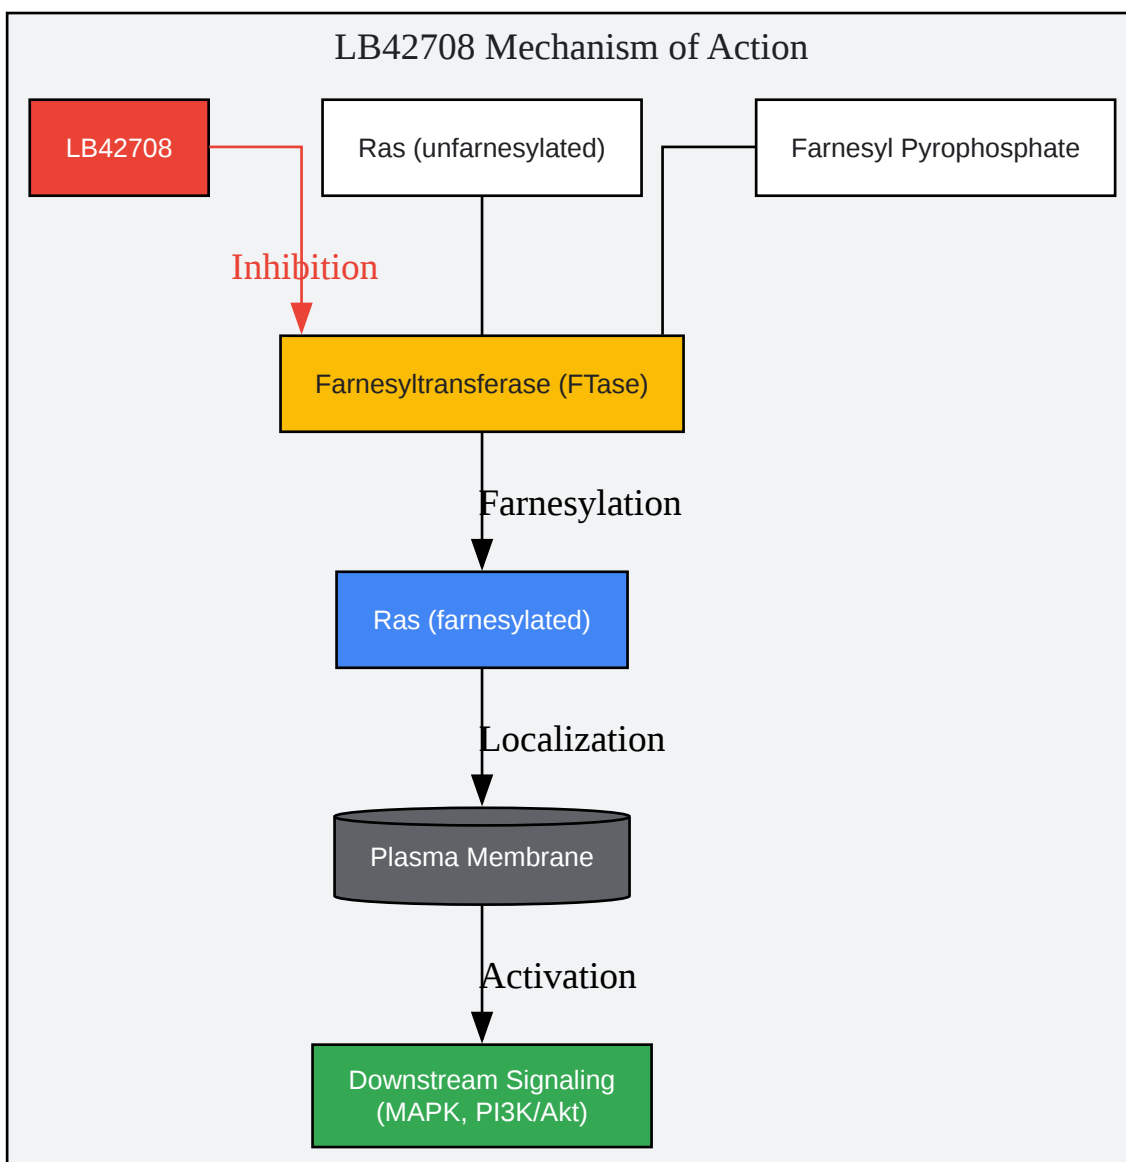 LB42708 Mechanism of Action
LB42708
Ras (unfarnesylated)
Farnesyl Pyrophosphate
Inhibition
Farnesyltransferase (FTase)
Farnesylation
Ras (farnesylated)
Localization
Plasma Membrane
Activation
Downstream Signaling
(MAPK, PI3K/Akt)